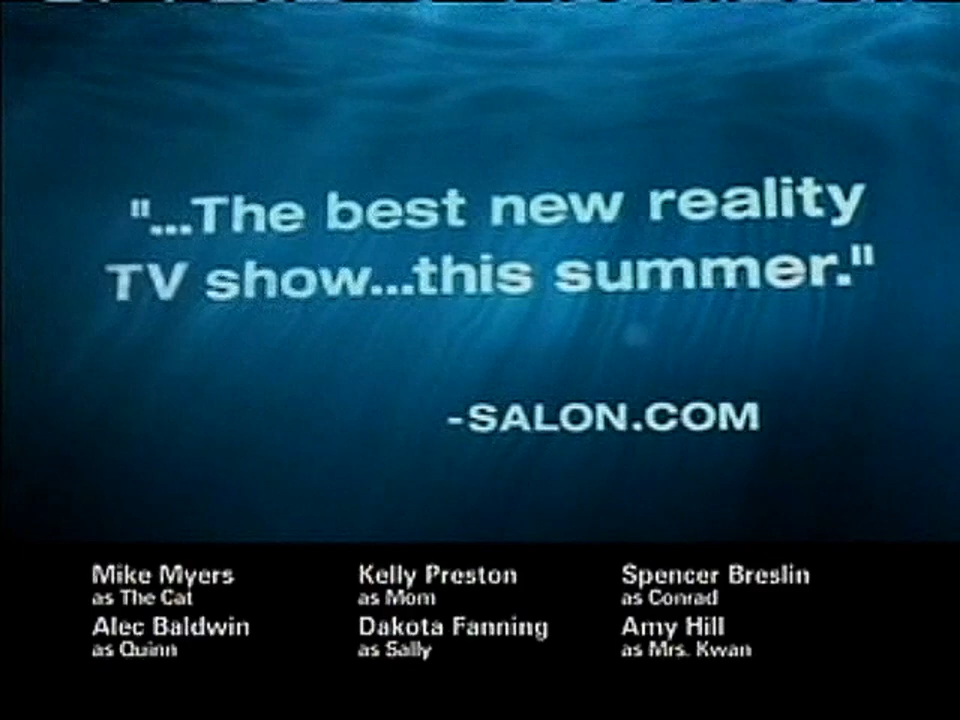 "...The best new reality
TV show...this summer."
-SALON.COM
Mike Myers
as The Cat
Kelly Preston
as Mom
Spencer Breslin
as Conrad
Alec Baldwin
as Quinn
Dakota Fanning
as Sally
Amy Hill
as Mrs. Kwan